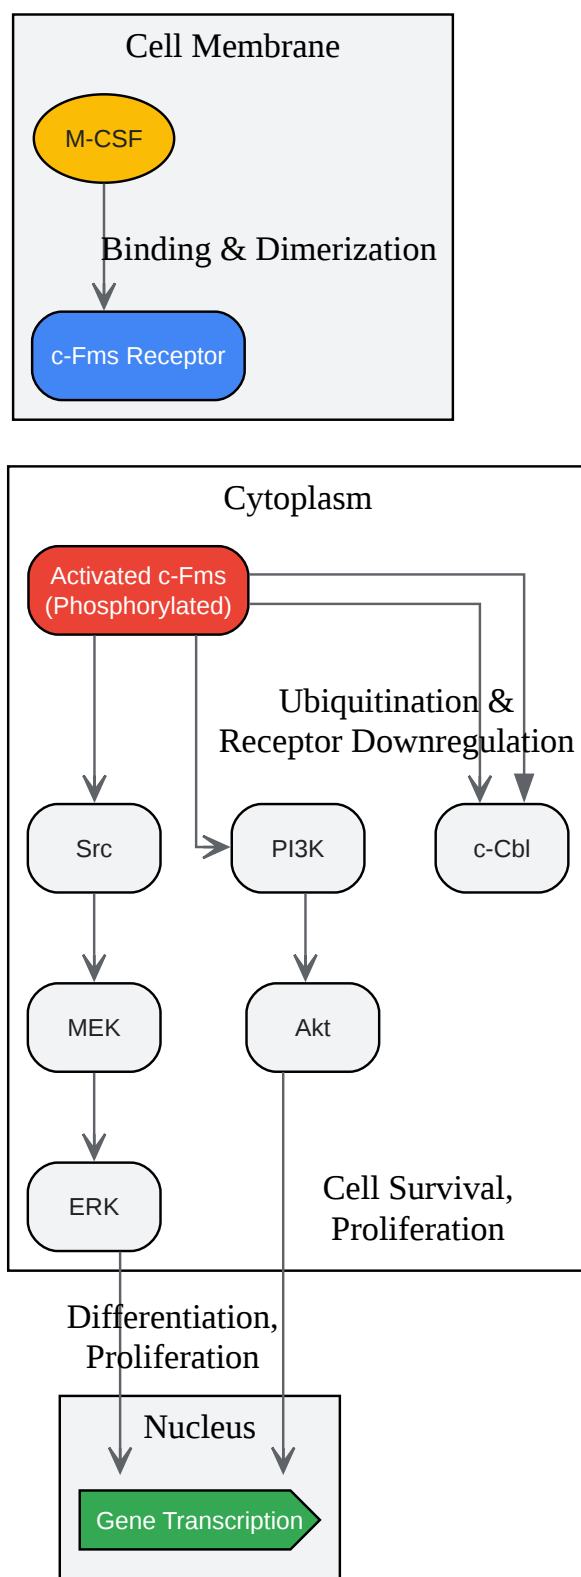 Cell Membrane
M-CSF
Binding & Dimerization
c-Fms Receptor
Cytoplasm
Activated c-Fms
(Phosphorylated)
Ubiquitination &
Receptor Downregulation
Src
PI3K
c-Cbl
MEK
Akt
ERK
Cell Survival,
Proliferation
Differentiation,
Proliferation
Nucleus
Gene Transcription